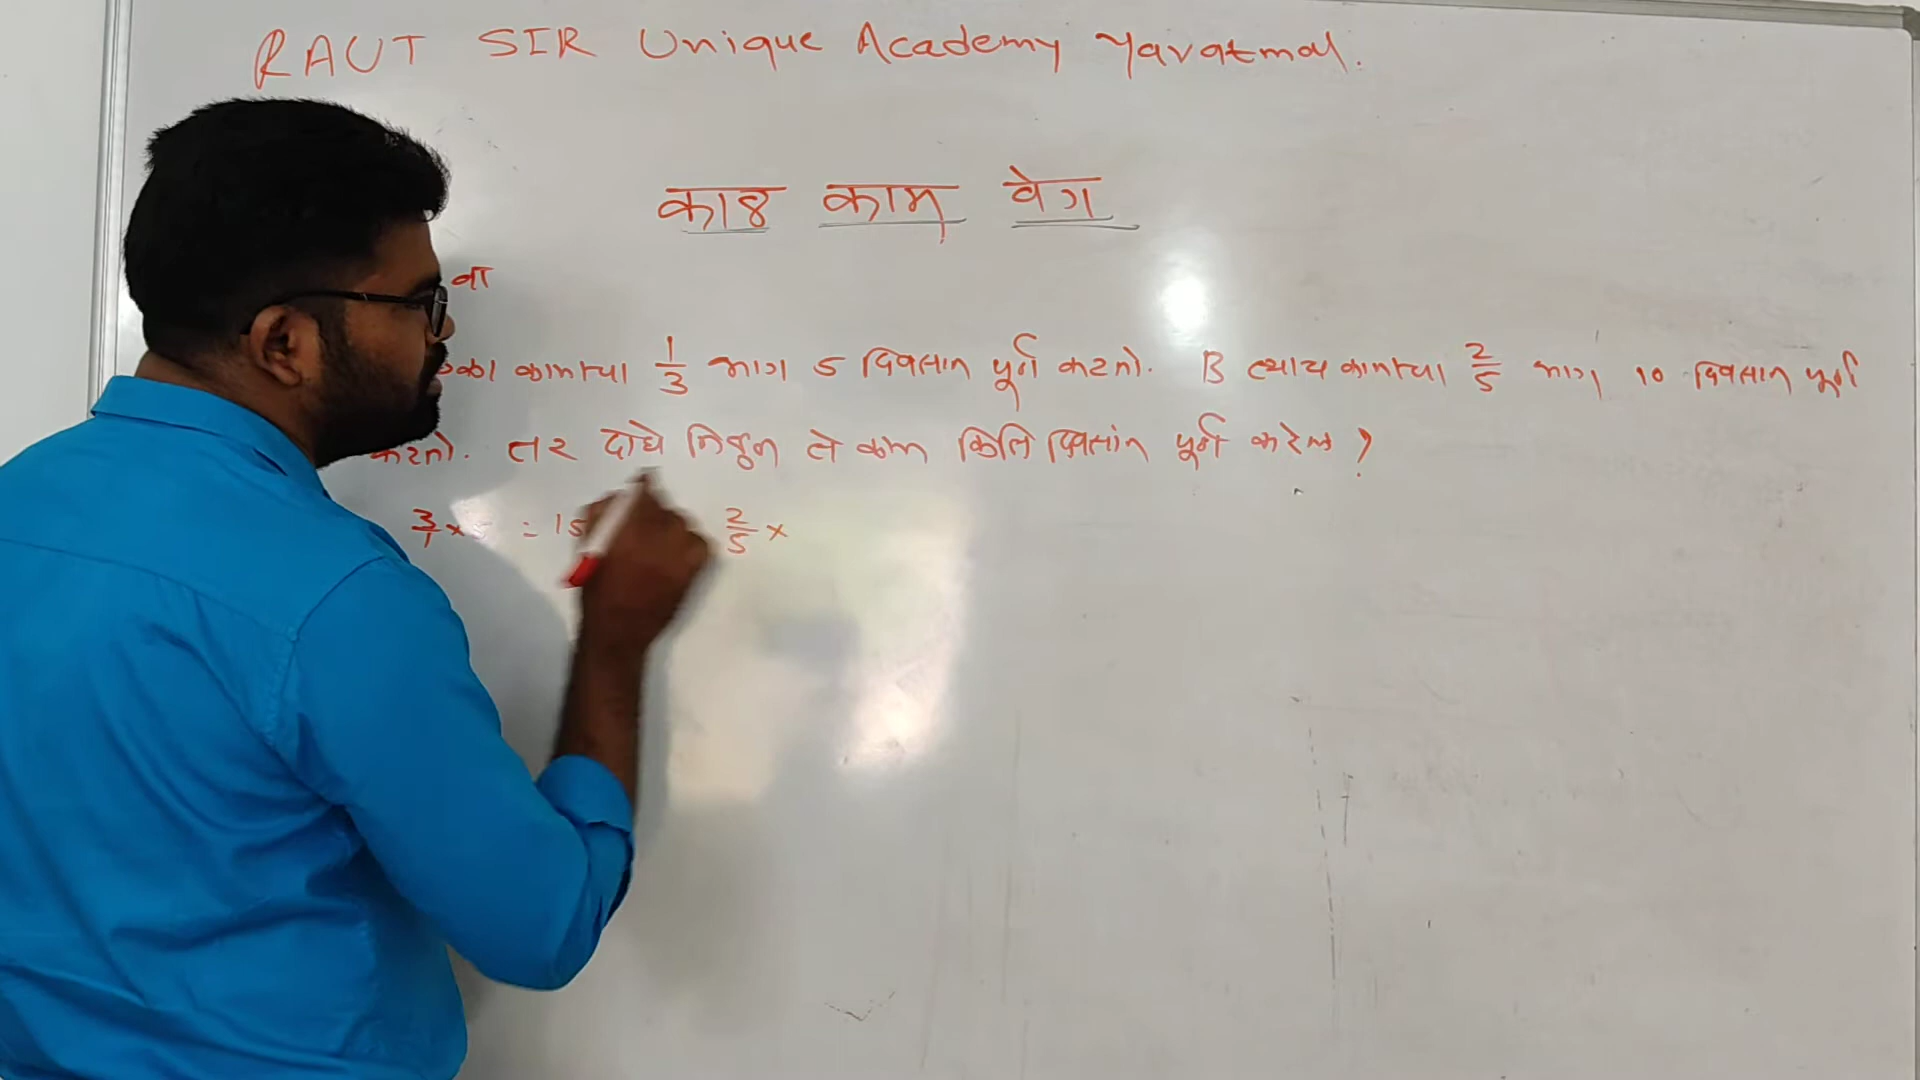 RAUT SIR Unique Academy Yavatmal.
काळ काम वेग
वा
एका कामाचा 1/3 भाग 5 दिवसात पूर्ण करतो. B त्याच कामाचा 2/5 भाग 10 दिवसात पूर्ण
करतो. तर दोघे मिळून ते काम किति दिवसांत पूर्ण करेल ?
3/1 × = 15 2/5 ×